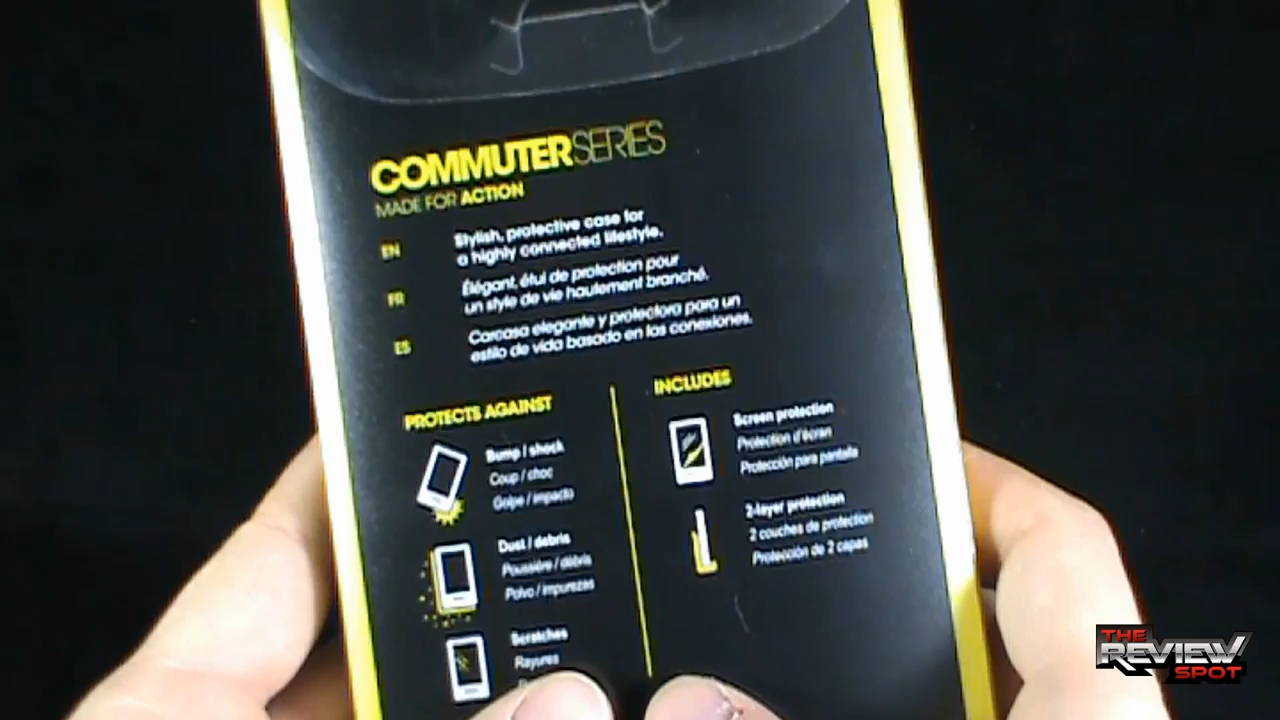 COMMUTERSERIES
MADE FOR ACTION
EN
Stylish, protective case for
a highly connected lifestyle.
FR
Élégant, étui de protection pour
un style de vie hautement branché.
ES
Carcasa elegante y protectora para un
estilo de vida basado en las conexiones.
PROTECTS AGAINST
Bump / shock
Coup / choc
Golpe / impacto
Dust / debris
Poussière / débris
Polvo / impurezas
Scratches
Rayures
INCLUDES
Screen protection
Protection d'écran
Protección para pantalla
2-layer protection
2 couches de protection
Protección de 2 capas
THE
REVIEW
SPOT